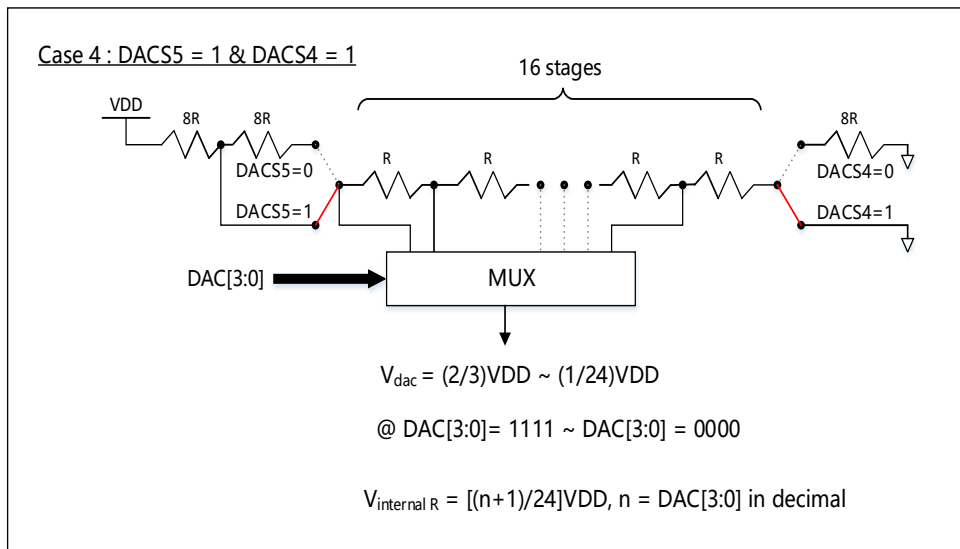 Case 4 : DACS5 = 1 & DACS4 = 1
16 stages
VDD
8R
8R
8R
DACS5=0
R
R
R
R
DACS4=0
DACS5=1
DACS4=1
DAC[3:0]
MUX
Vdac = (2/3)VDD ~ (1/24)VDD
@ DAC[3:0]= 1111 ~ DAC[3:0] = 0000
Vinternal R = [(n+1)/24]VDD, n = DAC[3:0] in decimal